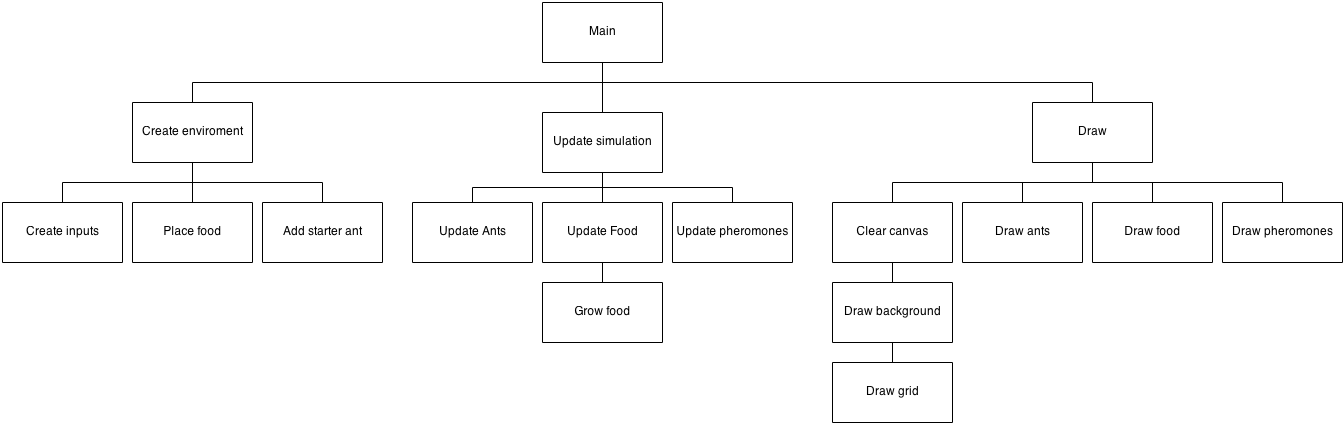 Main
Create enviroment
Update simulation
Draw
Create inputs
Place food
Add starter ant
Update Ants
Update Food
Update pheromones
Clear canvas
Draw ants
Draw food
Draw pheromones
Grow food
Draw background
Draw grid